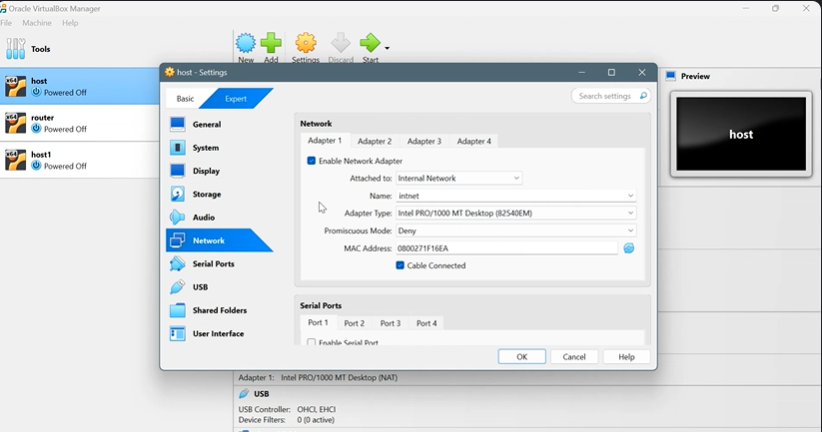 Oracle VirtualBox Manager
File Machine Help
Tools
New Add Settings Discard Start
host
Powered Off
router
Powered Off
host1
Powered Off
Preview
host
host - Settings
Basic Expert
Search settings
General
System
Display
Storage
Audio
Network
Serial Ports
USB
Shared Folders
User Interface
Network
Adapter 1 Adapter 2 Adapter 3 Adapter 4
Enable Network Adapter
Attached to: Internal Network
Name: intnet
Adapter Type: Intel PRO/1000 MT Desktop (82540EM)
Promiscuous Mode: Deny
MAC Address: 0800271F16EA
Cable Connected
Serial Ports
Port 1 Port 2 Port 3 Port 4
Enable Serial Port
OK Cancel Help
Adapter 1: Intel PRO/1000 MT Desktop (NAT)
USB
USB Controller: OHCI, EHCI
Device Filters: 0 (0 active)